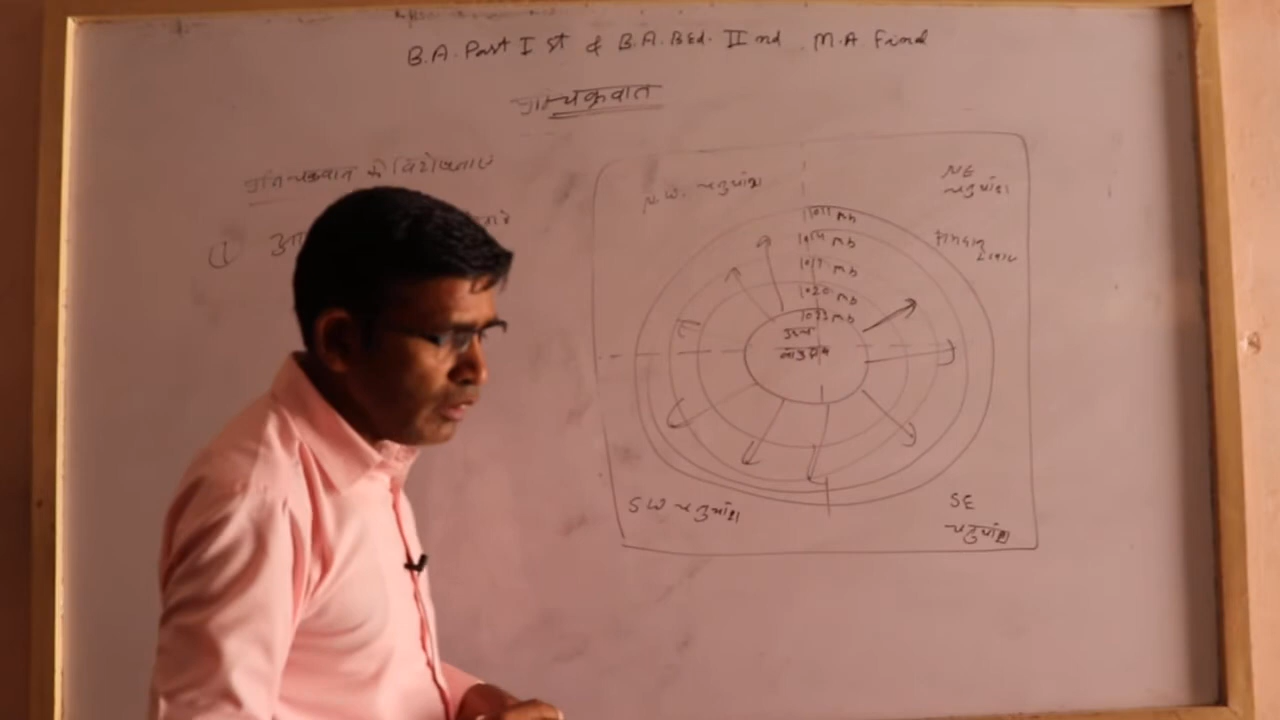 B.A. Part I st & B.A. B.Ed. II nd M.A Final
प्रतिचक्रवात
प्रतिचक्रवात की विशेषताएं
(1)
N.W. चतुर्थांश
NE
चतुर्थांश
1011 mb
1014 mb
1017 mb
1020 mb
1023 mb
उच्च
वायुदाब
SW चतुर्थांश
SE
चतुर्थांश